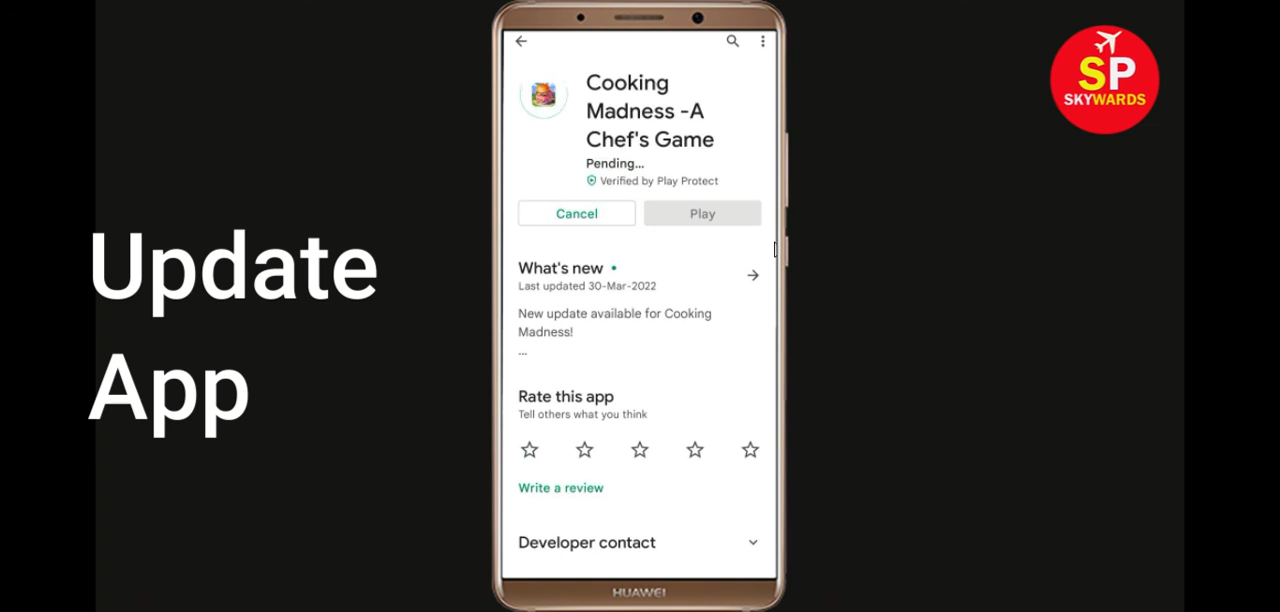 Update
App
Cooking
Madness -A
Chef's Game
Pending...
Verified by Play Protect
Cancel
Play
What's new
Last updated 30-Mar-2022
New update available for Cooking
Madness!
...
Rate this app
Tell others what you think
Write a review
Developer contact
HUAWEI
SP
SKYWARDS